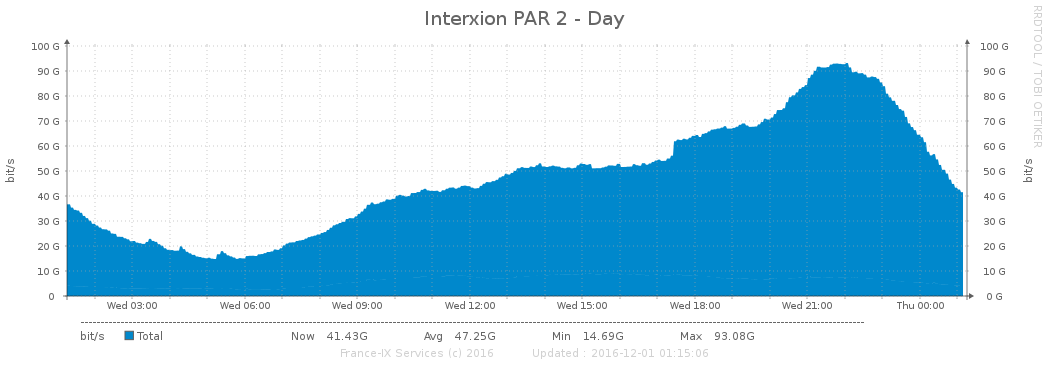 Interxion PAR 2 - Day
RRDTOOL / TOBI OETIKER
100 G 100 G
90 G 90 G
80 G 80 G
70 G 70 G
60 G 60 G
50 G 50 G
40 G 40 G
30 G 30 G
20 G 20 G
10 G 10 G
0 0 G
bit/s bit/s
Wed 03:00 Wed 06:00 Wed 09:00 Wed 12:00 Wed 15:00 Wed 18:00 Wed 21:00 Thu 00:00
bit/s Total Now 41.43G Avg 47.25G Min 14.69G Max 93.08G
France-IX Services (c) 2016 Updated : 2016-12-01 01:15:06